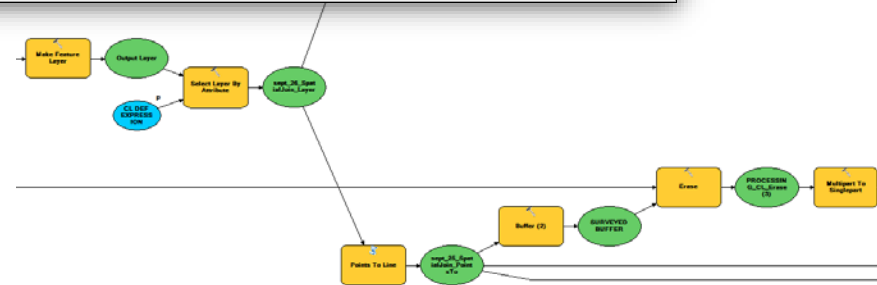 Make Feature
Layer
Output Layer
Select Layer By
Attribute
sept_26_Spat
ialJoin_Layer
P
CL DEF
EXPRESS
ION
Erase
PROCESSIN
G_CL_Erase
(3)
Multipart To
Singlepart
Buffer (2)
SURVEYED
BUFFER
Points To Line
sept_26_Spat
ialJoin_Point
sTo